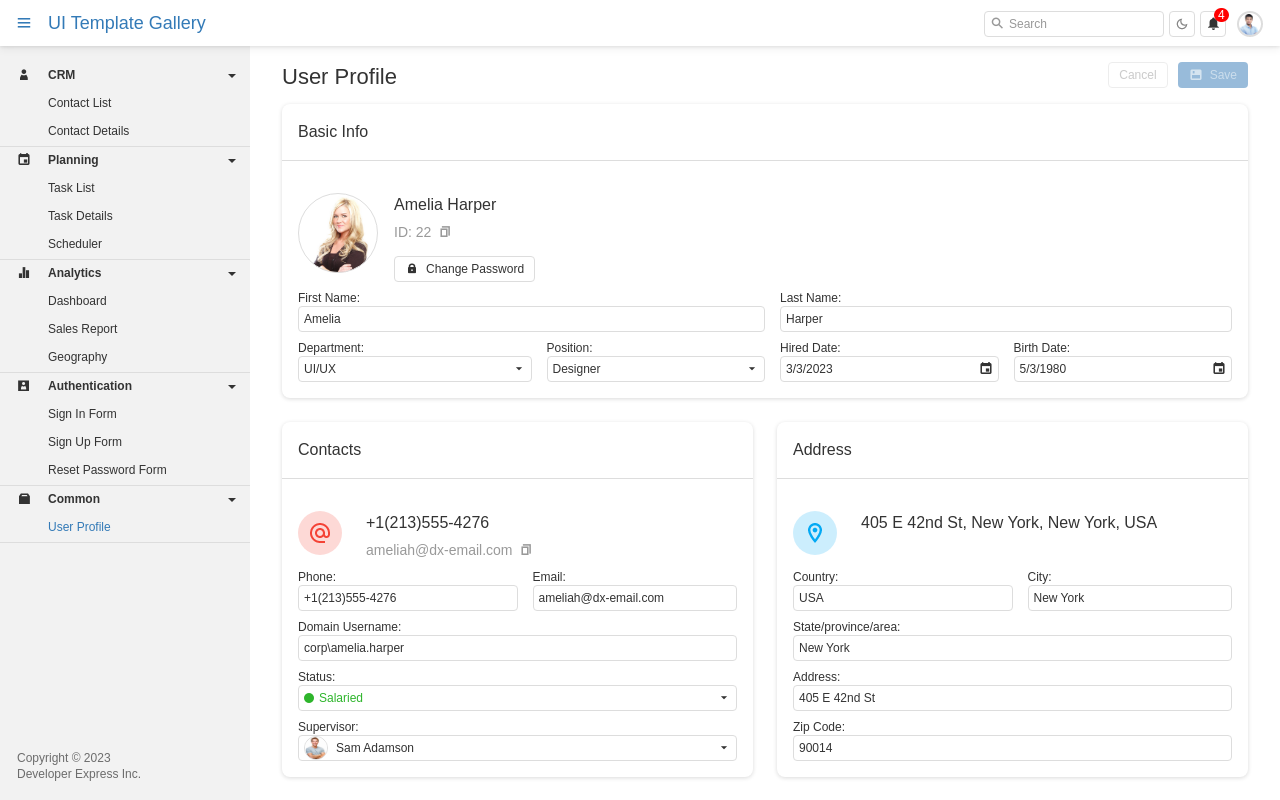 UI Template Gallery
Search
4
CRM
Contact List
Contact Details
Planning
Task List
Task Details
Scheduler
Analytics
Dashboard
Sales Report
Geography
Authentication
Sign In Form
Sign Up Form
Reset Password Form
Common
User Profile
Copyright © 2023
Developer Express Inc.
User Profile
Cancel
Save
Basic Info
Amelia Harper
ID: 22
Change Password
First Name:
Last Name:
Amelia
Harper
Department:
Position:
Hired Date:
Birth Date:
UI/UX
Designer
3/3/2023
5/3/1980
Contacts
+1(213)555-4276
ameliah@dx-email.com
Phone:
Email:
+1(213)555-4276
ameliah@dx-email.com
Domain Username:
corp\amelia.harper
Status:
Salaried
Supervisor:
Sam Adamson
Address
405 E 42nd St, New York, New York, USA
Country:
City:
USA
New York
State/province/area:
New York
Address:
405 E 42nd St
Zip Code:
90014